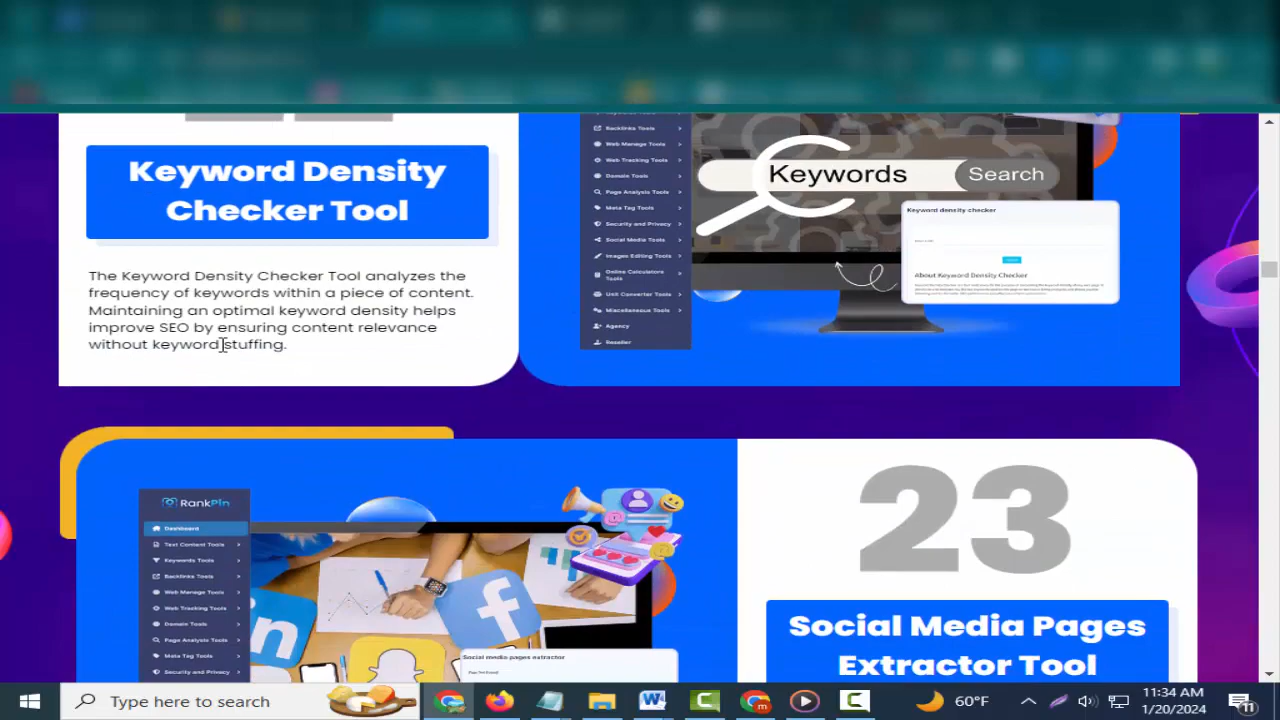 Keyword Density
Checker Tool
The Keyword Density Checker Tool analyzes the
frequency of keywords within a piece of content.
Maintaining an optimal keyword density helps
improve SEO by ensuring content relevance
without keyword stuffing.
Backlinks Tools
Web Manage Tools
Web Tracking Tools
Domain Tools
Page Analysis Tools
Meta Tag Tools
Security and Privacy
Social Media Tools
Images Editing Tools
Online Calculators
Tools
Unit Converter Tools
Miscellaneous Tools
Agency
Reseller
Keywords Search
Keyword density checker
About Keyword Density Checker
RankPin
Dashboard
Text Content Tools
Keywords Tools
Backlinks Tools
Web Manage Tools
Web Tracking Tools
Domain Tools
Page Analysis Tools
Meta Tag Tools
Security and Privacy
Social media pages extractor
23
Social Media Pages
Extractor Tool
Type here to search
60°F
11:34 AM
1/20/2024